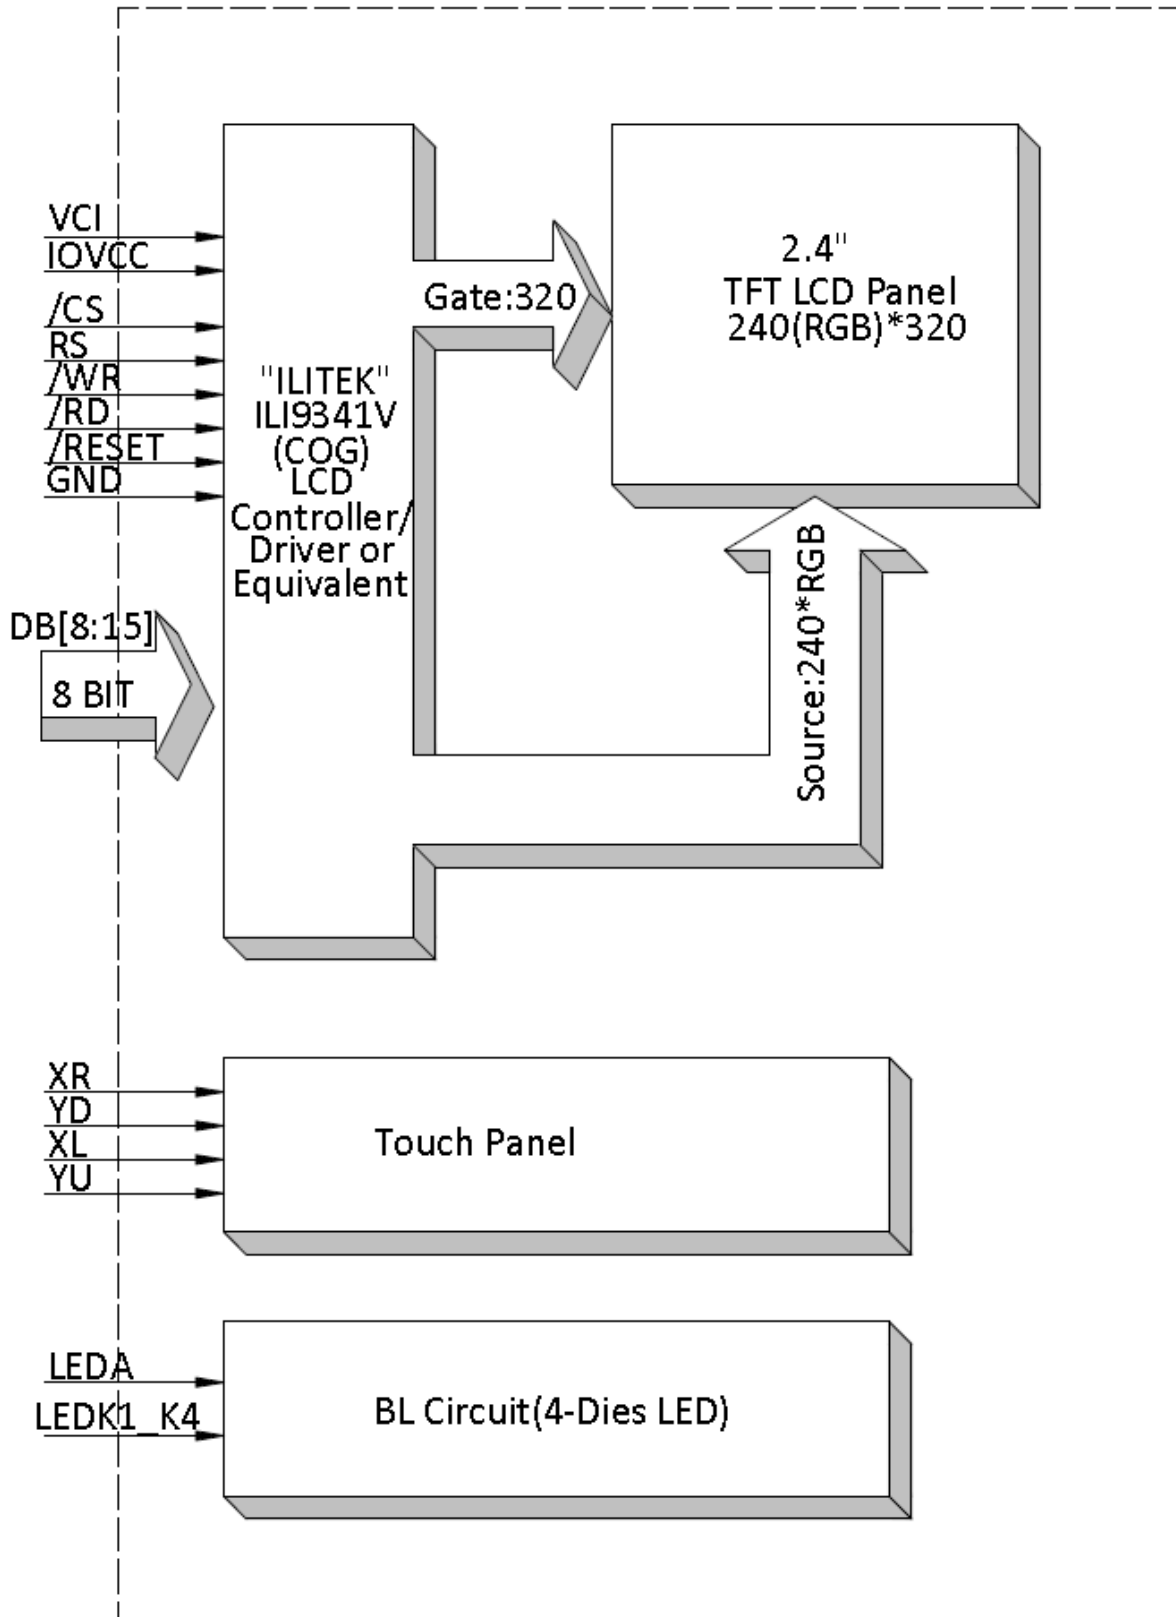 VCI
IOVCC
/CS
RS
/WR
/RD
/RESET
GND
DB[8:15]
8 BIT
"ILITEK"
ILI9341V
(COG)
LCD
Controller/
Driver or
Equivalent
Gate:320
2.4"
TFT LCD Panel
240(RGB)*320
Source:240*RGB
XR
YD
XL
YU
Touch Panel
LEDA
LEDK1_K4
BL Circuit(4-Dies LED)